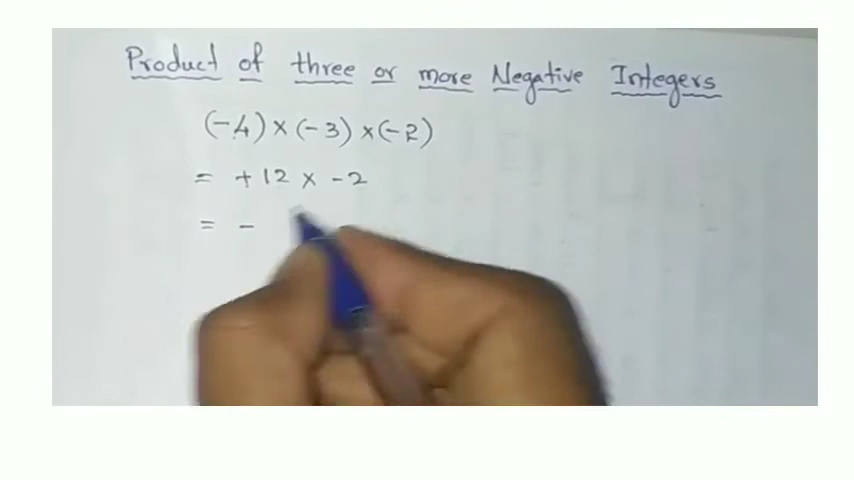 Product of three or more Negative Integers
(-4) × (-3) × (-2)
= +12 × -2
= -